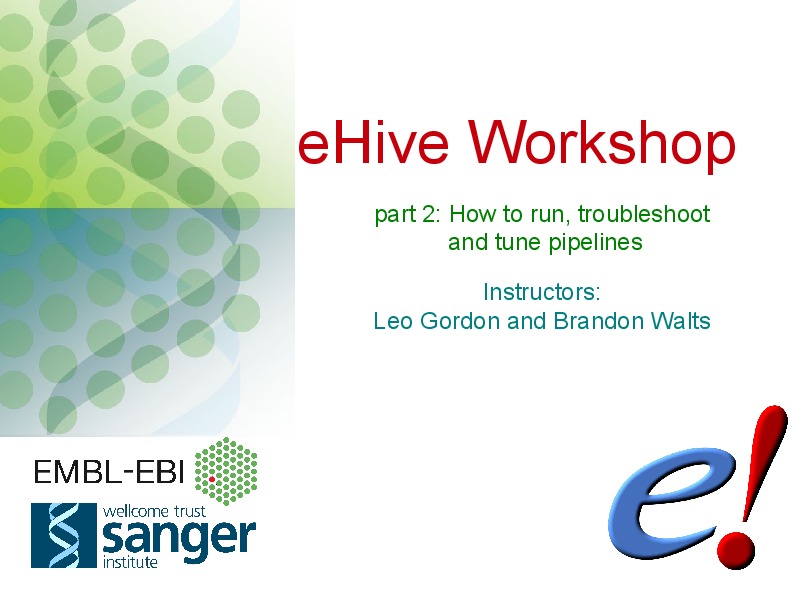 eHive Workshop
part 2: How to run, troubleshoot
and tune pipelines
Instructors:
Leo Gordon and Brandon Walts
EMBL-EBI
wellcome trust
sanger
institute
e!